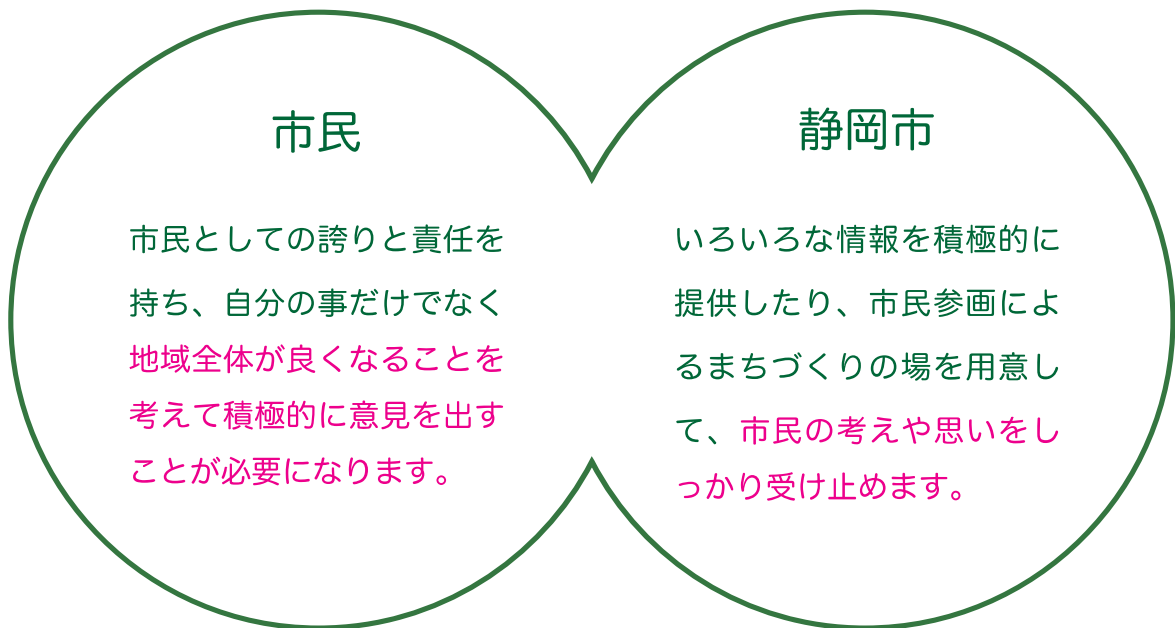 市民
市民としての誇りと責任を
持ち、自分の事だけでなく
地域全体が良くなることを
考えて積極的に意見を出す
ことが必要になります。
静岡市
いろいろな情報を積極的に
提供したり、市民参画によ
るまちづくりの場を用意し
て、市民の考えや思いをし
っかり受け止めます。